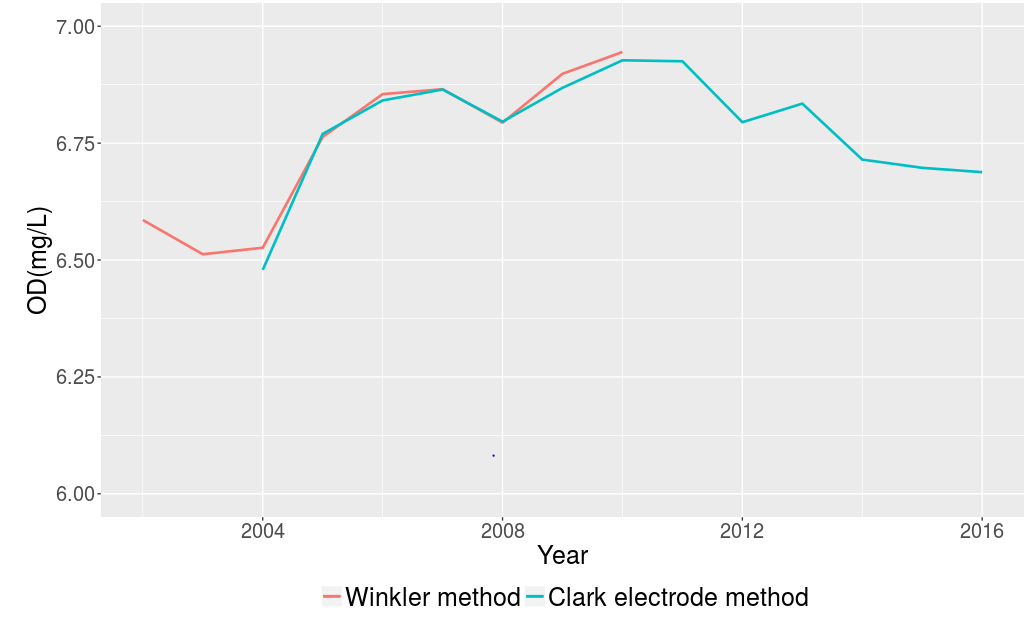 7.00
6.75
6.50
6.25
6.00
OD(mg/L)
2004 2008 2012 2016
Year
Winkler method Clark electrode method